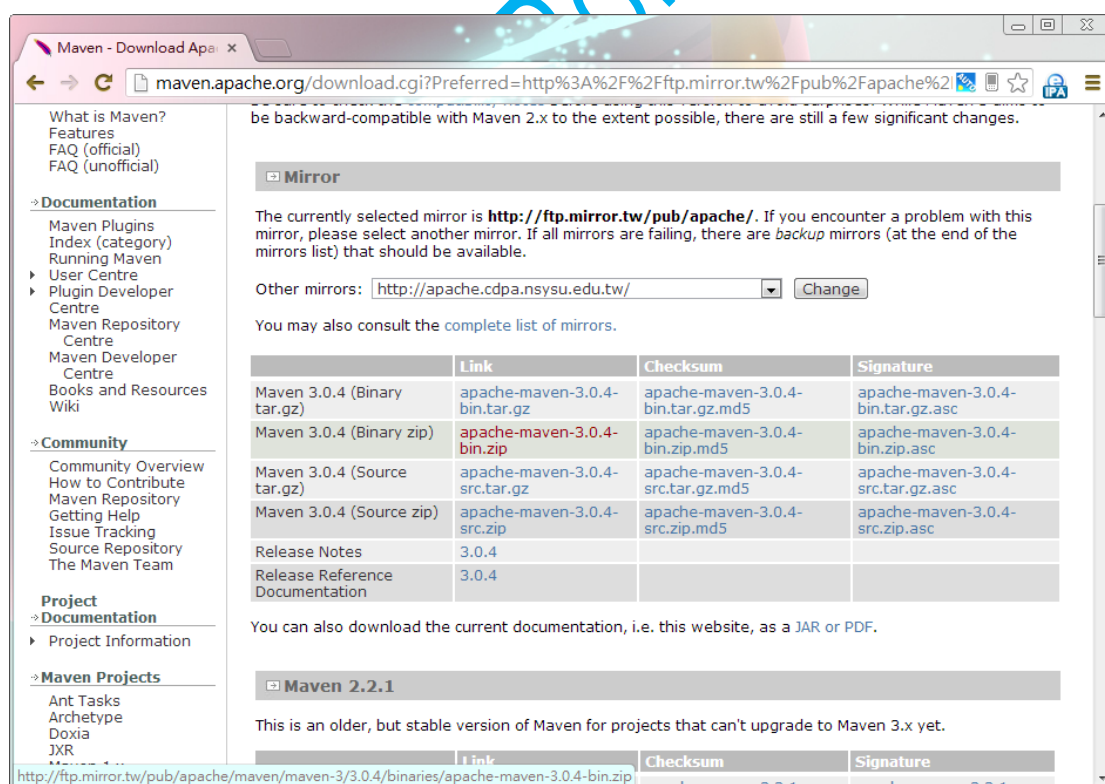 Maven - Download Apa
maven.apache.org/download.cgi?Preferred=http%3A%2F%2Fftp.mirror.tw%2Fpub%2Fapache%2
IPA
What is Maven?
Features
FAQ (official)
FAQ (unofficial)
Documentation
Maven Plugins
Index (category)
Running Maven
User Centre
Plugin Developer
Centre
Maven Repository
Centre
Maven Developer
Centre
Books and Resources
Wiki
Community
Community Overview
How to Contribute
Maven Repository
Getting Help
Issue Tracking
Source Repository
The Maven Team
Project
Documentation
Project Information
Maven Projects
Ant Tasks
Archetype
Doxia
JXR
be backward-compatible with Maven 2.x to the extent possible, there are still a few significant changes.
Mirror
The currently selected mirror is http://ftp.mirror.tw/pub/apache/. If you encounter a problem with this
mirror, please select another mirror. If all mirrors are failing, there are backup mirrors (at the end of the
mirrors list) that should be available.
Other mirrors: http://apache.cdpa.nsysu.edu.tw/ Change
You may also consult the complete list of mirrors.
Link Checksum Signature
Maven 3.0.4 (Binary apache-maven-3.0.4- apache-maven-3.0.4- apache-maven-3.0.4-
tar.gz) bin.tar.gz bin.tar.gz.md5 bin.tar.gz.asc
Maven 3.0.4 (Binary zip) apache-maven-3.0.4- apache-maven-3.0.4- apache-maven-3.0.4-
bin.zip bin.zip.md5 bin.zip.asc
Maven 3.0.4 (Source apache-maven-3.0.4- apache-maven-3.0.4- apache-maven-3.0.4-
tar.gz) src.tar.gz src.tar.gz.md5 src.tar.gz.asc
Maven 3.0.4 (Source zip) apache-maven-3.0.4- apache-maven-3.0.4- apache-maven-3.0.4-
src.zip src.zip.md5 src.zip.asc
Release Notes 3.0.4
Release Reference 3.0.4
Documentation
You can also download the current documentation, i.e. this website, as a JAR or PDF.
Maven 2.2.1
This is an older, but stable version of Maven for projects that can't upgrade to Maven 3.x yet.
Link Checksum Signature
http://ftp.mirror.tw/pub/apache/maven/maven-3/3.0.4/binaries/apache-maven-3.0.4-bin.zip